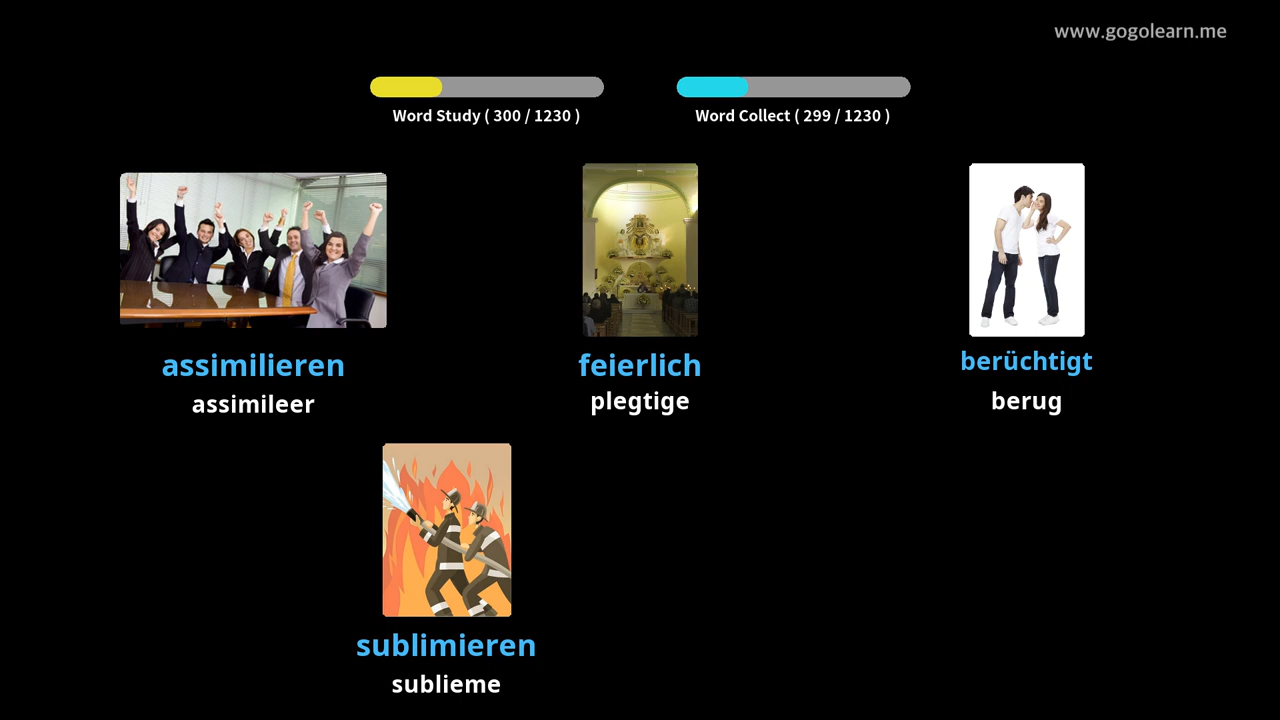 www.gogolearn.me
Word Study ( 300 / 1230 )
Word Collect ( 299 / 1230 )
assimilieren
assimileer
feierlich
plegtige
berüchtigt
berug
sublimieren
sublieme